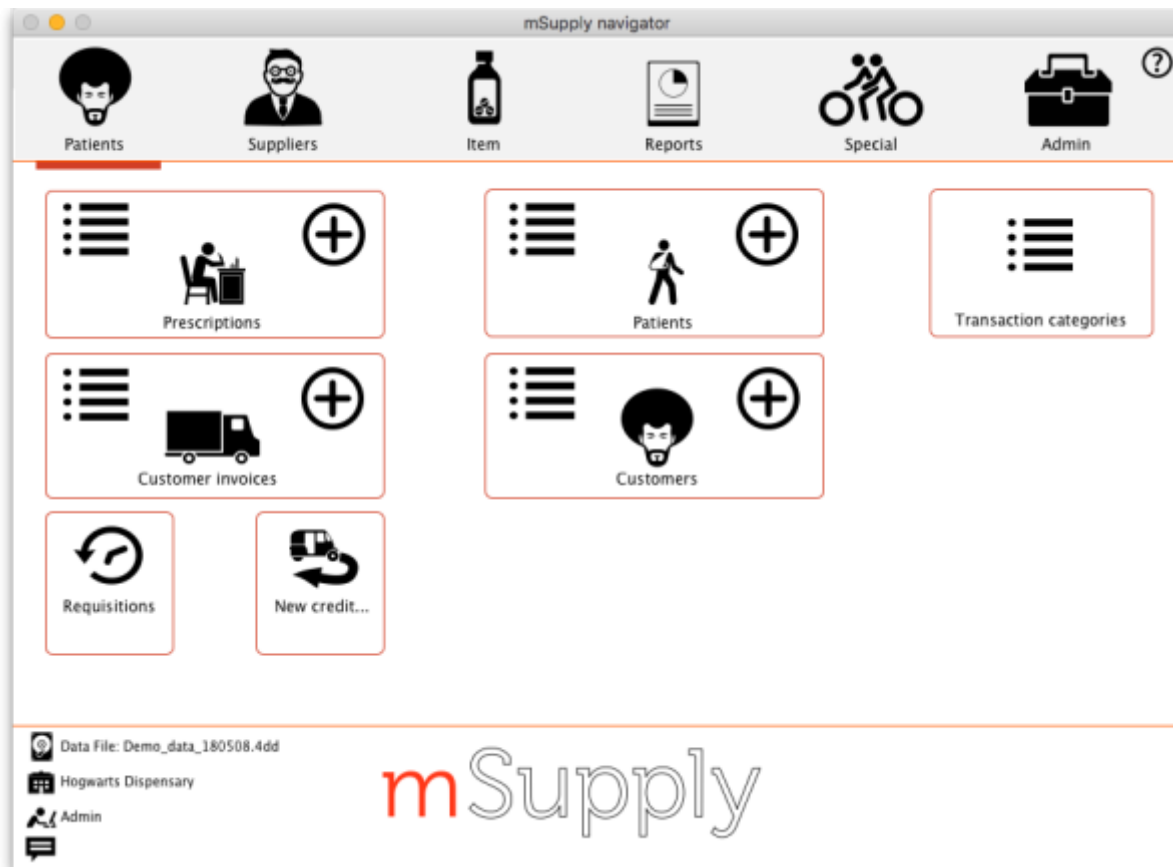 mSupply navigator
Patients Suppliers Item Reports Special Admin ?
Prescriptions Patients Transaction categories
Customer invoices Customers
Requisitions New credit...
Data File: Demo_data_180508.4dd
Hogwarts Dispensary
Admin
mSupply